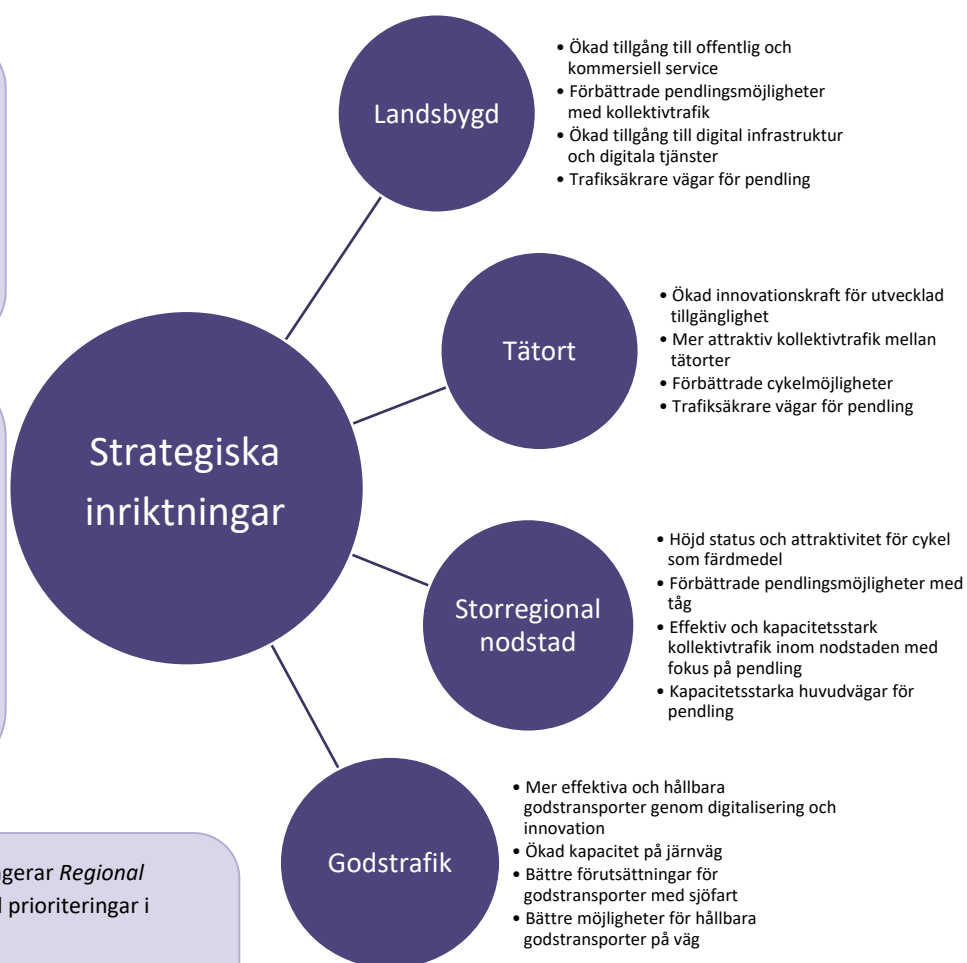 Landsbygd
• Ökad tillgång till offentlig och
kommersiell service
• Förbättrade pendlingsmöjligheter
med kollektivtrafik
• Ökad tillgång till digital infrastruktur
och digitala tjänster
• Trafiksäkrare vägar för pendling
Tätort
• Ökad innovationskraft för utvecklad
tillgänglighet
• Mer attraktiv kollektivtrafik mellan
tätorter
• Förbättrade cykelmöjligheter
• Trafiksäkrare vägar för pendling
Strategiska
inriktningar
Storregional
nodstad
• Höjd status och attraktivitet för cykel
som färdmedel
• Förbättrade pendlingsmöjligheter med
tåg
• Effektiv och kapacitetsstark
kollektivtrafik inom nodstaden med
fokus på pendling
• Kapacitetsstarka huvudvägar för
pendling
Godstrafik
• Mer effektiva och hållbara
godstransporter genom digitalisering och
innovation
• Ökad kapacitet på järnväg
• Bättre förutsättningar för
godstransporter med sjöfart
• Bättre möjligheter för hållbara
godstransporter på väg
gerar Regional
prioriteringar i